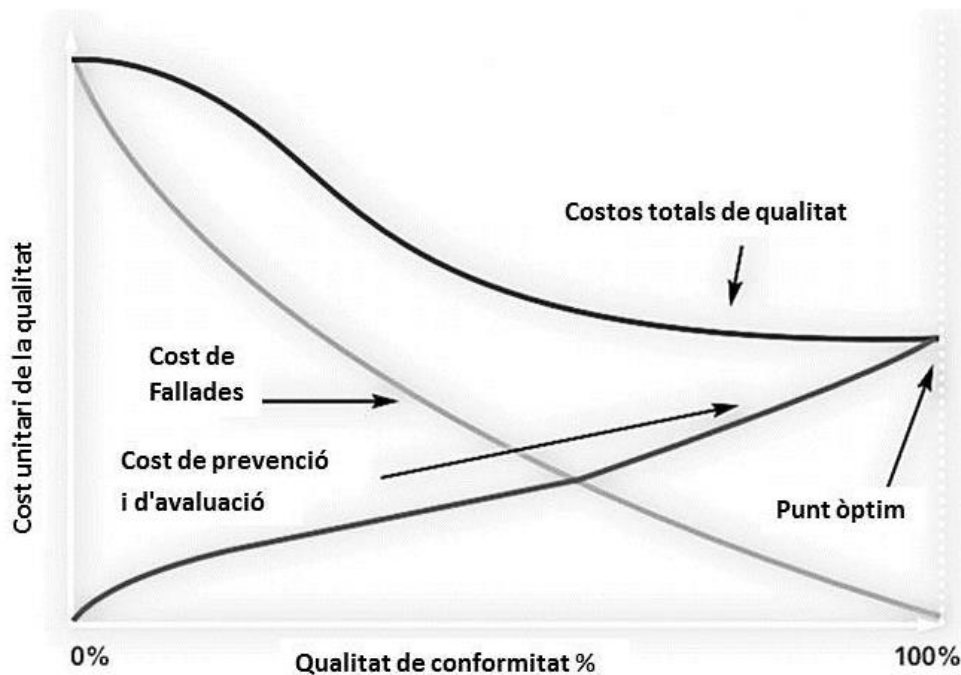 Cost unitari de la qualitat
Costos totals de qualitat
Cost de
Fallades
Cost de prevenció
i d'avaluació
Punt òptim
0%
Qualitat de conformitat %
100%